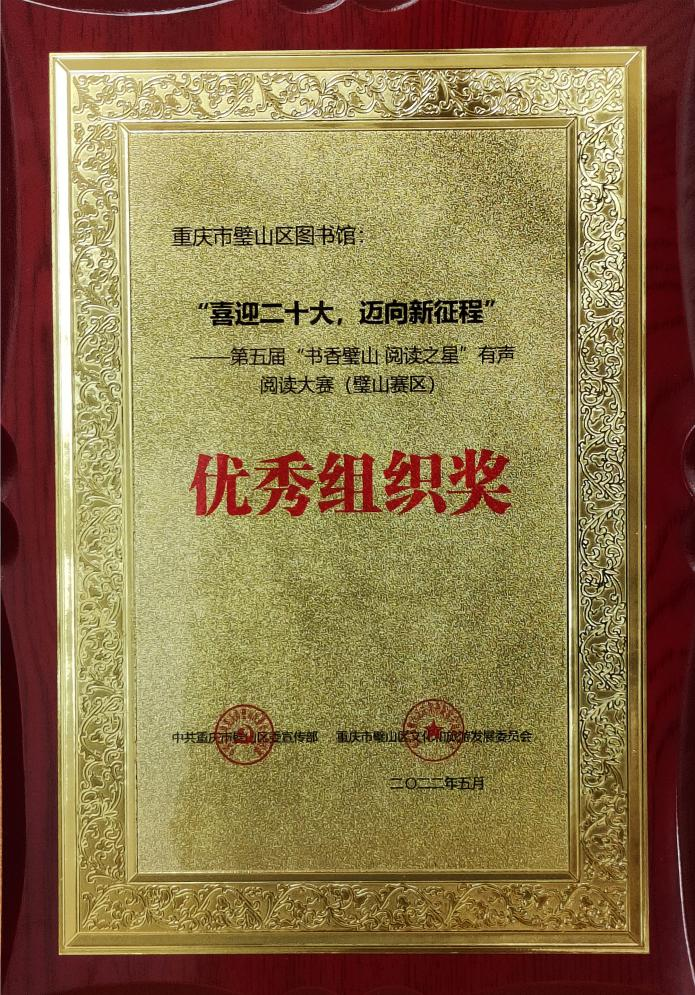 重庆市璧山区图书馆：
“喜迎二十大，迈向新征程”
——第五届“书香璧山 阅读之星”有声
阅读大赛（璧山赛区）
优秀组织奖
中共重庆市璧山区委宣传部 重庆市璧山区文化和旅游发展委员会
二〇二二年五月